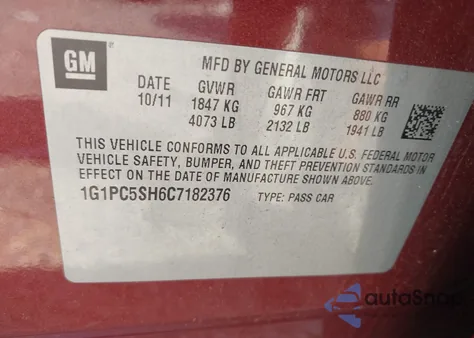 GM
MFD BY GENERAL MOTORS LLC
DATE GVWR GAWR FRT GAWR RR
10/11 1847 KG 967 KG 880 KG
4073 LB 2132 LB 1941 LB
THIS VEHICLE CONFORMS TO ALL APPLICABLE U.S. FEDERAL MOTOR
VEHICLE SAFETY, BUMPER, AND THEFT PREVENTION STANDARDS IN
EFFECT ON THE DATE OF MANUFACTURE SHOWN ABOVE.
1G1PC5SH6C7182376 TYPE: PASS CAR
autoSnap